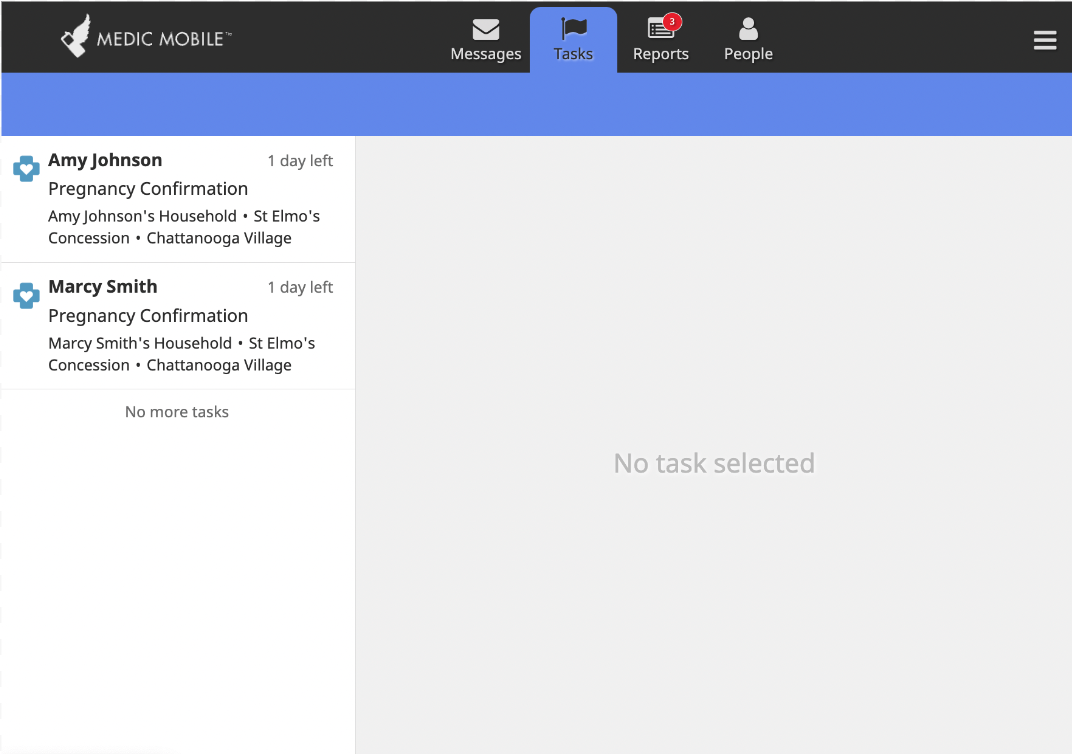 MEDIC MOBILE™
Messages
Tasks
3
Reports
People
Amy Johnson 1 day left
Pregnancy Confirmation
Amy Johnson's Household • St Elmo's
Concession • Chattanooga Village
Marcy Smith 1 day left
Pregnancy Confirmation
Marcy Smith's Household • St Elmo's
Concession • Chattanooga Village
No more tasks
No task selected